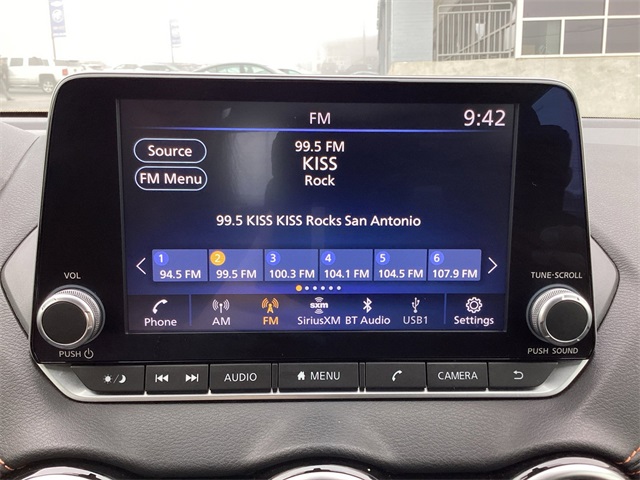 FM 9:42
Source
FM Menu
99.5 FM
KISS
Rock
99.5 KISS KISS Rocks San Antonio
1 2 3 4 5 6
94.5 FM 99.5 FM 100.3 FM 104.1 FM 104.5 FM 107.9 FM
VOL
TUNE·SCROLL
Phone AM FM SiriusXM BT Audio USB1 Settings
sxm
PUSH
PUSH SOUND
AUDIO MENU CAMERA